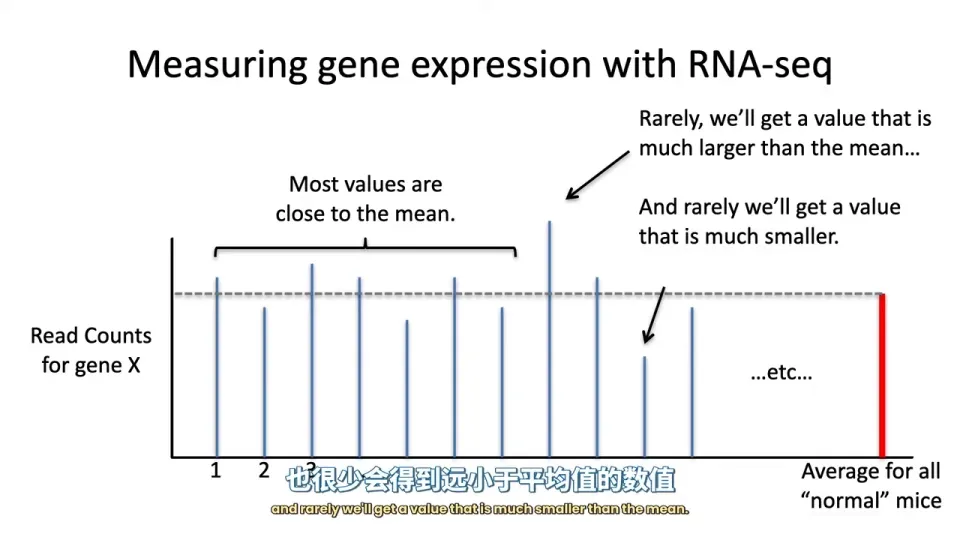 Measuring gene expression with RNA-seq
Rarely, we'll get a value that is
much larger than the mean…
Most values are
close to the mean.
And rarely we'll get a value
that is much smaller.
Read Counts
for gene X
…etc…
1 2 3
Average for all
“normal” mice
也很少会得到远小于平均值的数值
and rarely we'll get a value that is much smaller than the mean.